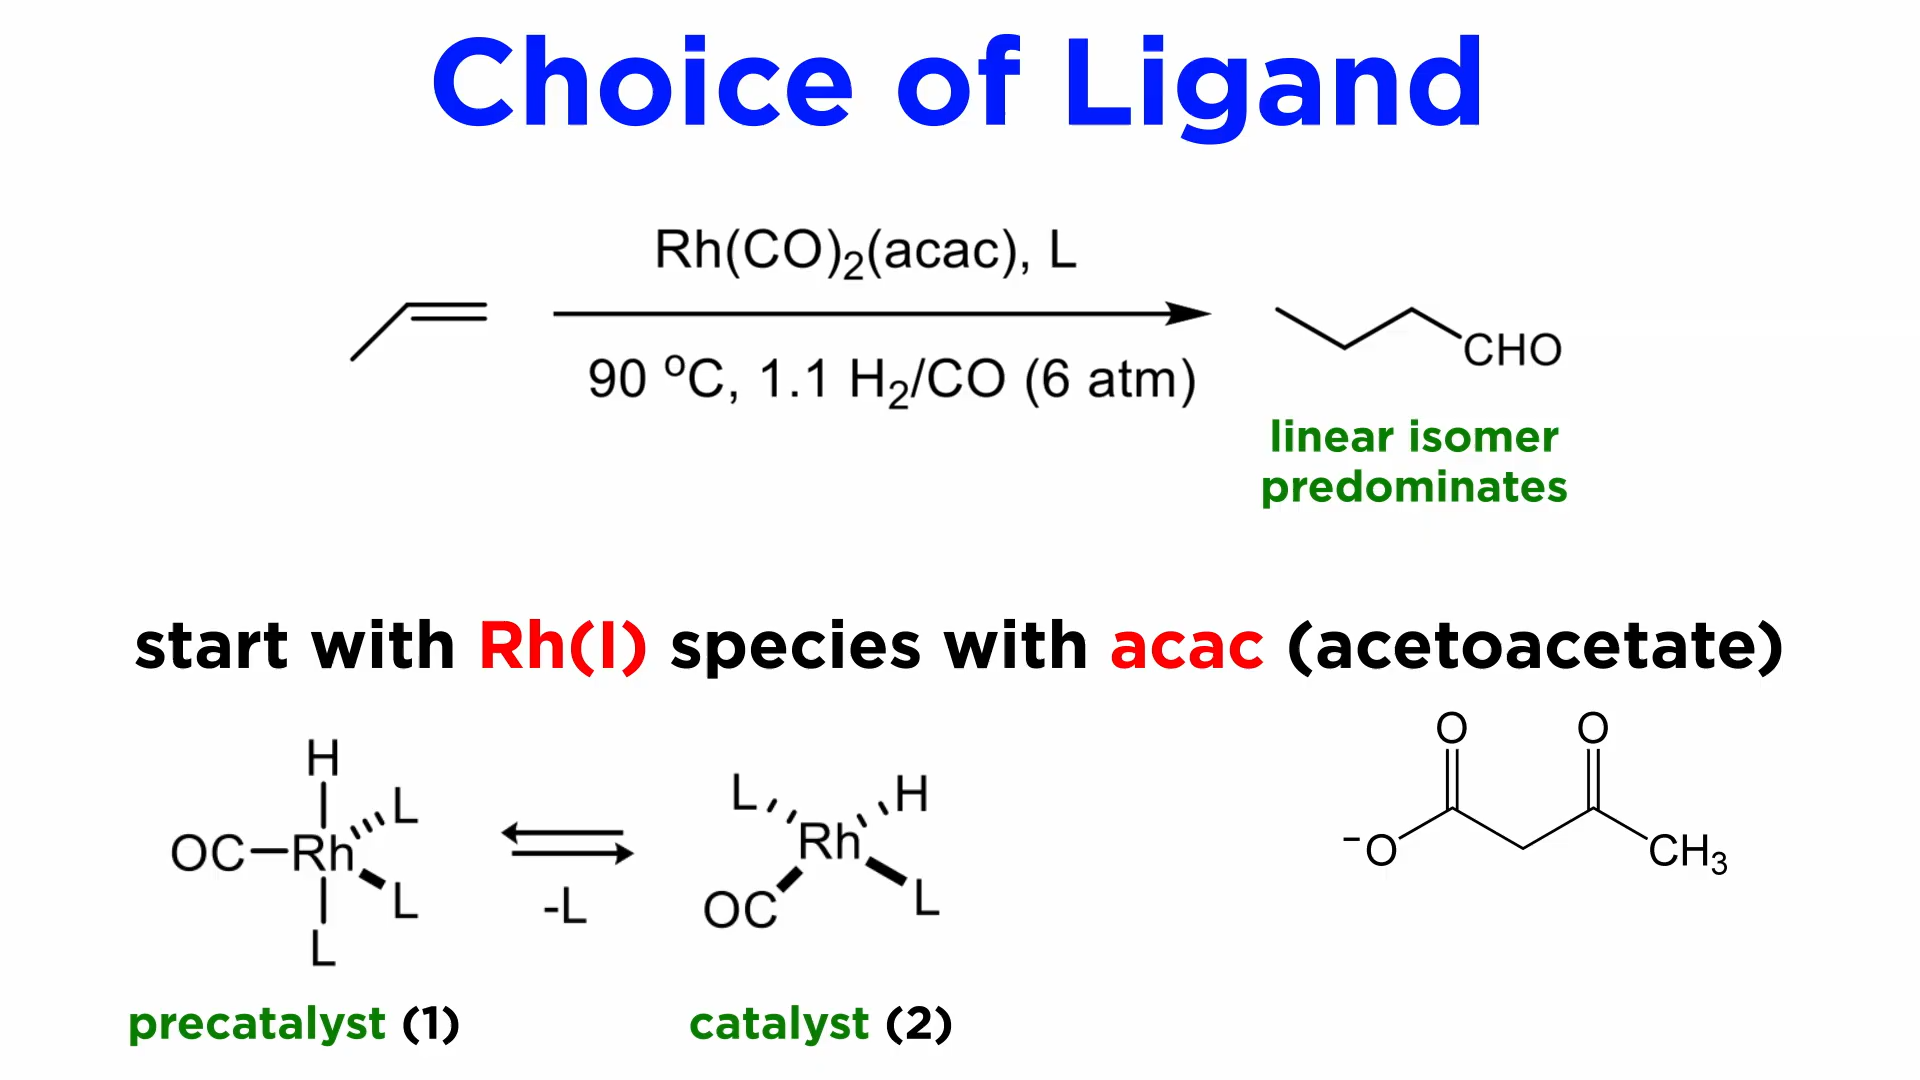 Choice of Ligand
Rh(CO)₂(acac), L
90 ºC, 1.1 H₂/CO (6 atm)
CHO
linear isomer
predominates
start with Rh(I) species with acac (acetoacetate)
H
L
OC Rh
L
L
-L
L H
Rh
OC L
O O
⁻O CH₃
precatalyst (1)
catalyst (2)